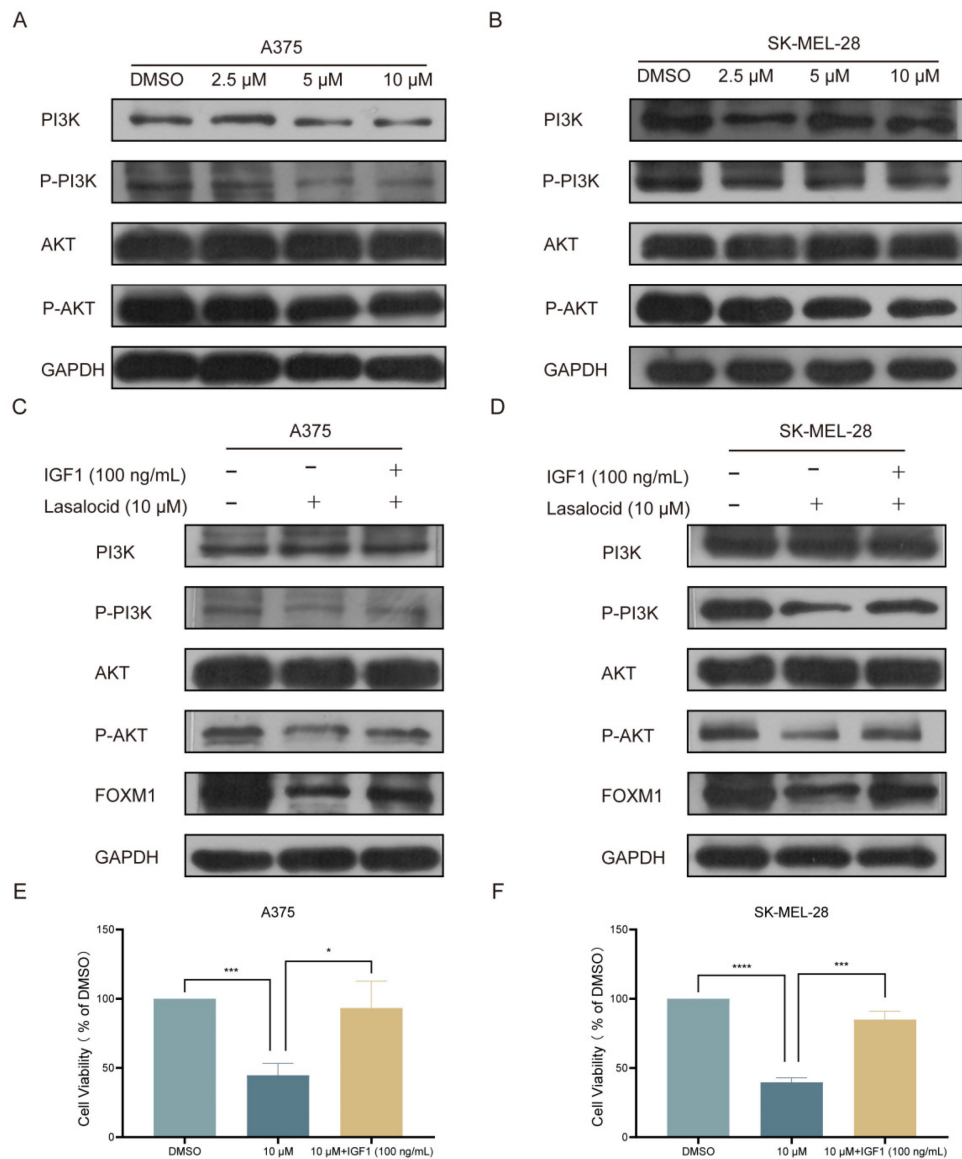 A
A375
DMSO 2.5 μM 5 μM 10 μM
PI3K
P-PI3K
AKT
P-AKT
GAPDH
B
SK-MEL-28
DMSO 2.5 μM 5 μM 10 μM
PI3K
P-PI3K
AKT
P-AKT
GAPDH
C
A375
IGF1 (100 ng/mL) − − +
Lasalocid (10 μM) − + +
PI3K
P-PI3K
AKT
P-AKT
FOXM1
GAPDH
D
SK-MEL-28
IGF1 (100 ng/mL) − − +
Lasalocid (10 μM) − + +
PI3K
P-PI3K
AKT
P-AKT
FOXM1
GAPDH
E
A375
Cell Viability ( % of DMSO)
150
100
50
0
*** *
DMSO 10 μM 10 μM+IGF1 (100 ng/mL)
F
SK-MEL-28
Cell Viability ( % of DMSO)
150
100
50
0
**** ***
DMSO 10 μM 10 μM+IGF1 (100 ng/mL)